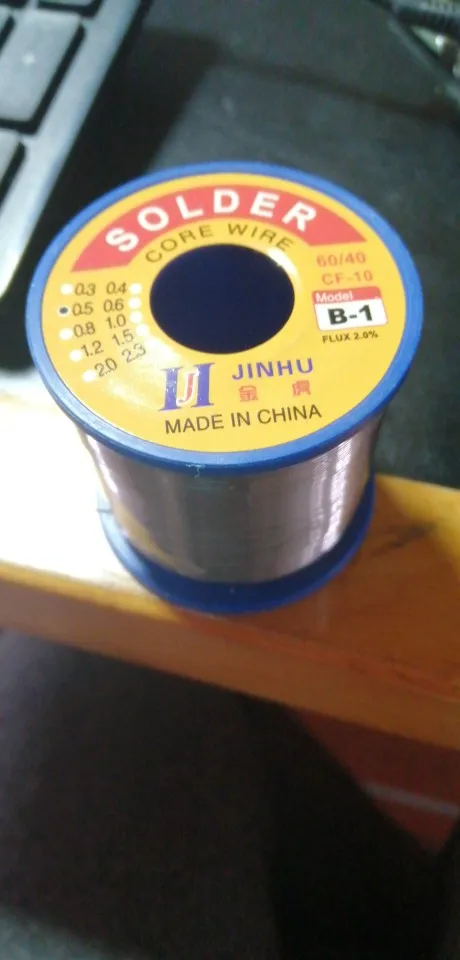 SOLDER
CORE WIRE
60/40
CF-10
Model
B-1
FLUX 2.0%
0.3 0.4
0.5 0.6
0.8 1.0
1.2 1.5
2.0 2.3
JINHU
金虎
MADE IN CHINA